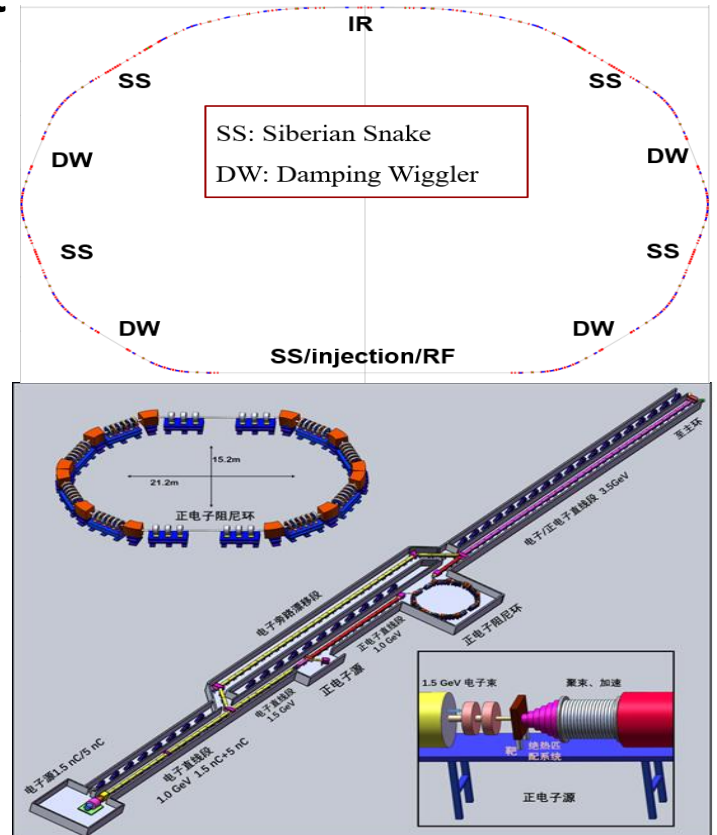 IR
SS
SS
SS: Siberian Snake
DW: Damping Wiggler
DW
DW
SS
SS
DW
DW
SS/injection/RF
15.2m
21.2m
正电子阻尼环
至主环
电子/正电子直线段 3.5GeV
电子旁路漂移段
正电子直线段
1.0 GeV
正电子阻尼环
正电子源
电子直线段
1.5 GeV
电子源1.5 nC/5 nC
电子直线段
1.0 GeV 1.5 nC+5 nC
1.5 GeV 电子束
聚束、加速
靶
绝热匹
配系统
正电子源